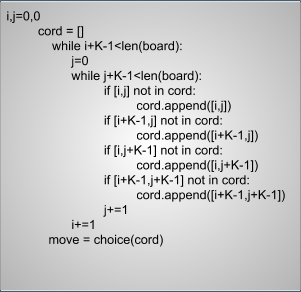 i,j=0,0
cord = []
while i+K-1<len(board):
j=0
while j+K-1<len(board):
if [i,j] not in cord:
cord.append([i,j])
if [i+K-1,j] not in cord:
cord.append([i+K-1,j])
if [i,j+K-1] not in cord:
cord.append([i,j+K-1])
if [i+K-1,j+K-1] not in cord:
cord.append([i+K-1,j+K-1])
j+=1
i+=1
move = choice(cord)